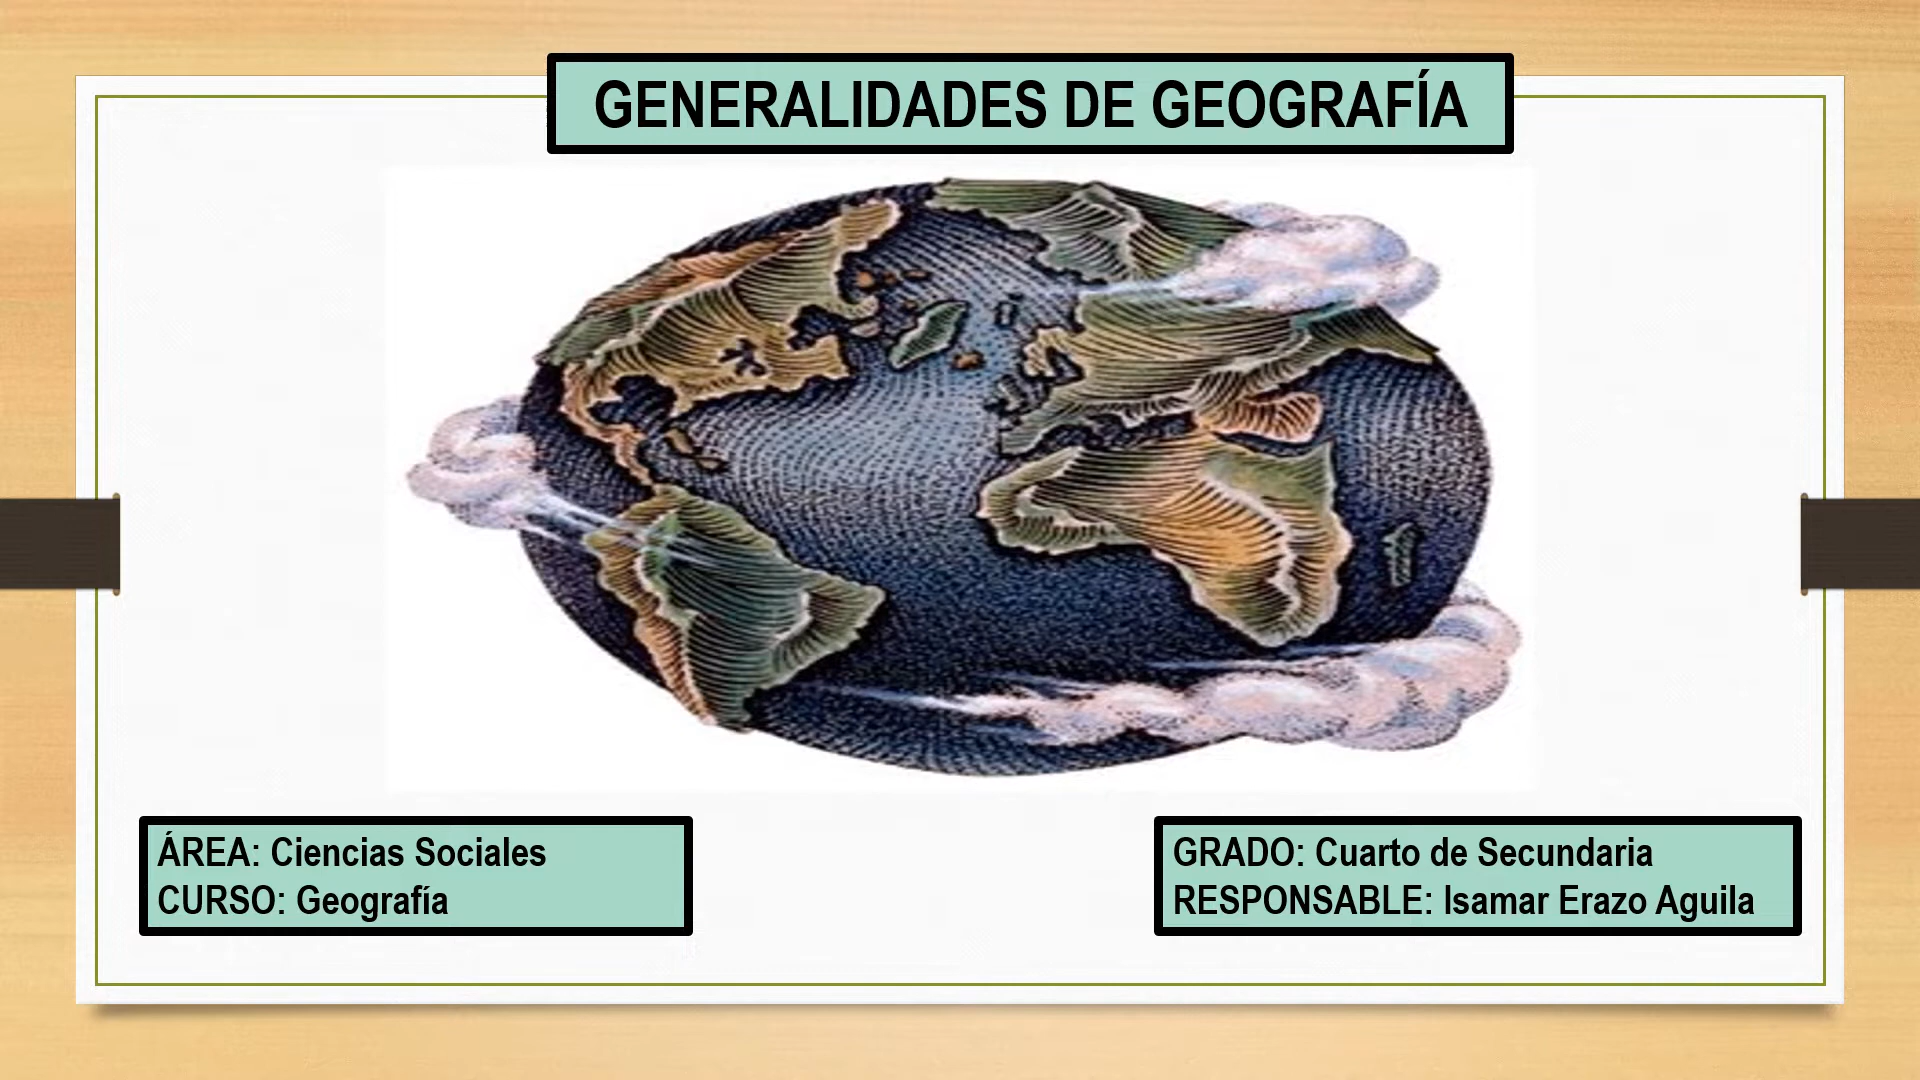 GENERALIDADES DE GEOGRAFÍA
ÁREA: Ciencias Sociales
CURSO: Geografía
GRADO: Cuarto de Secundaria
RESPONSABLE: Isamar Erazo Aguila